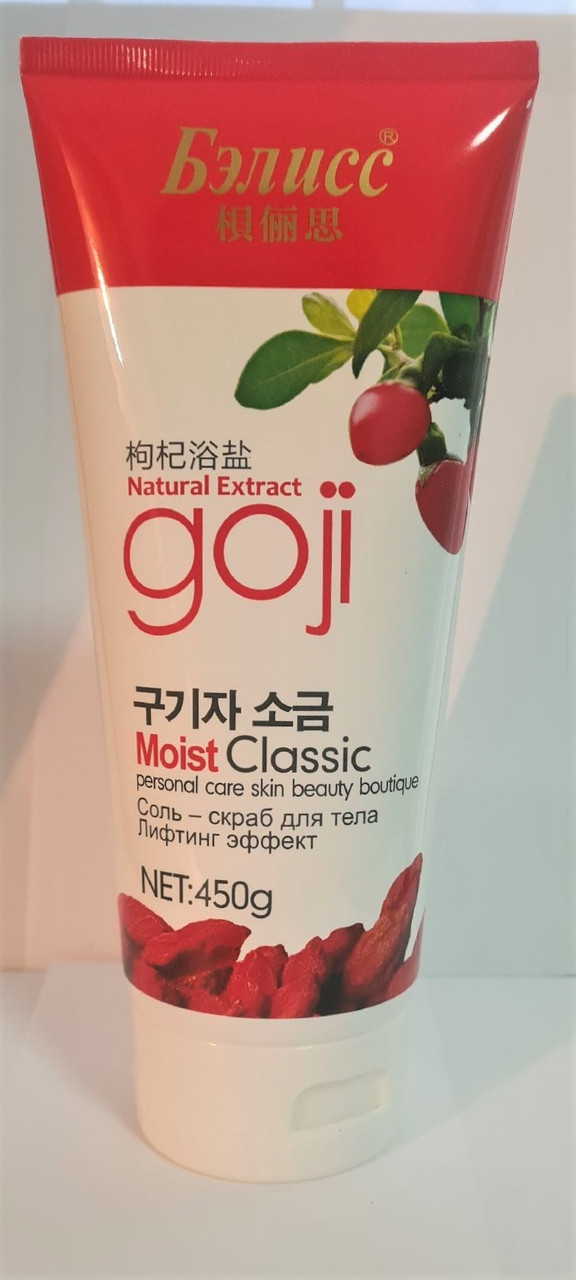 Бэлисс®
梖俪思
枸杞浴盐
Natural Extract
goji
구기자 소금
Moist Classic
personal care skin beauty boutique
Соль – скраб для тела
Лифтинг эффект
NET:450g